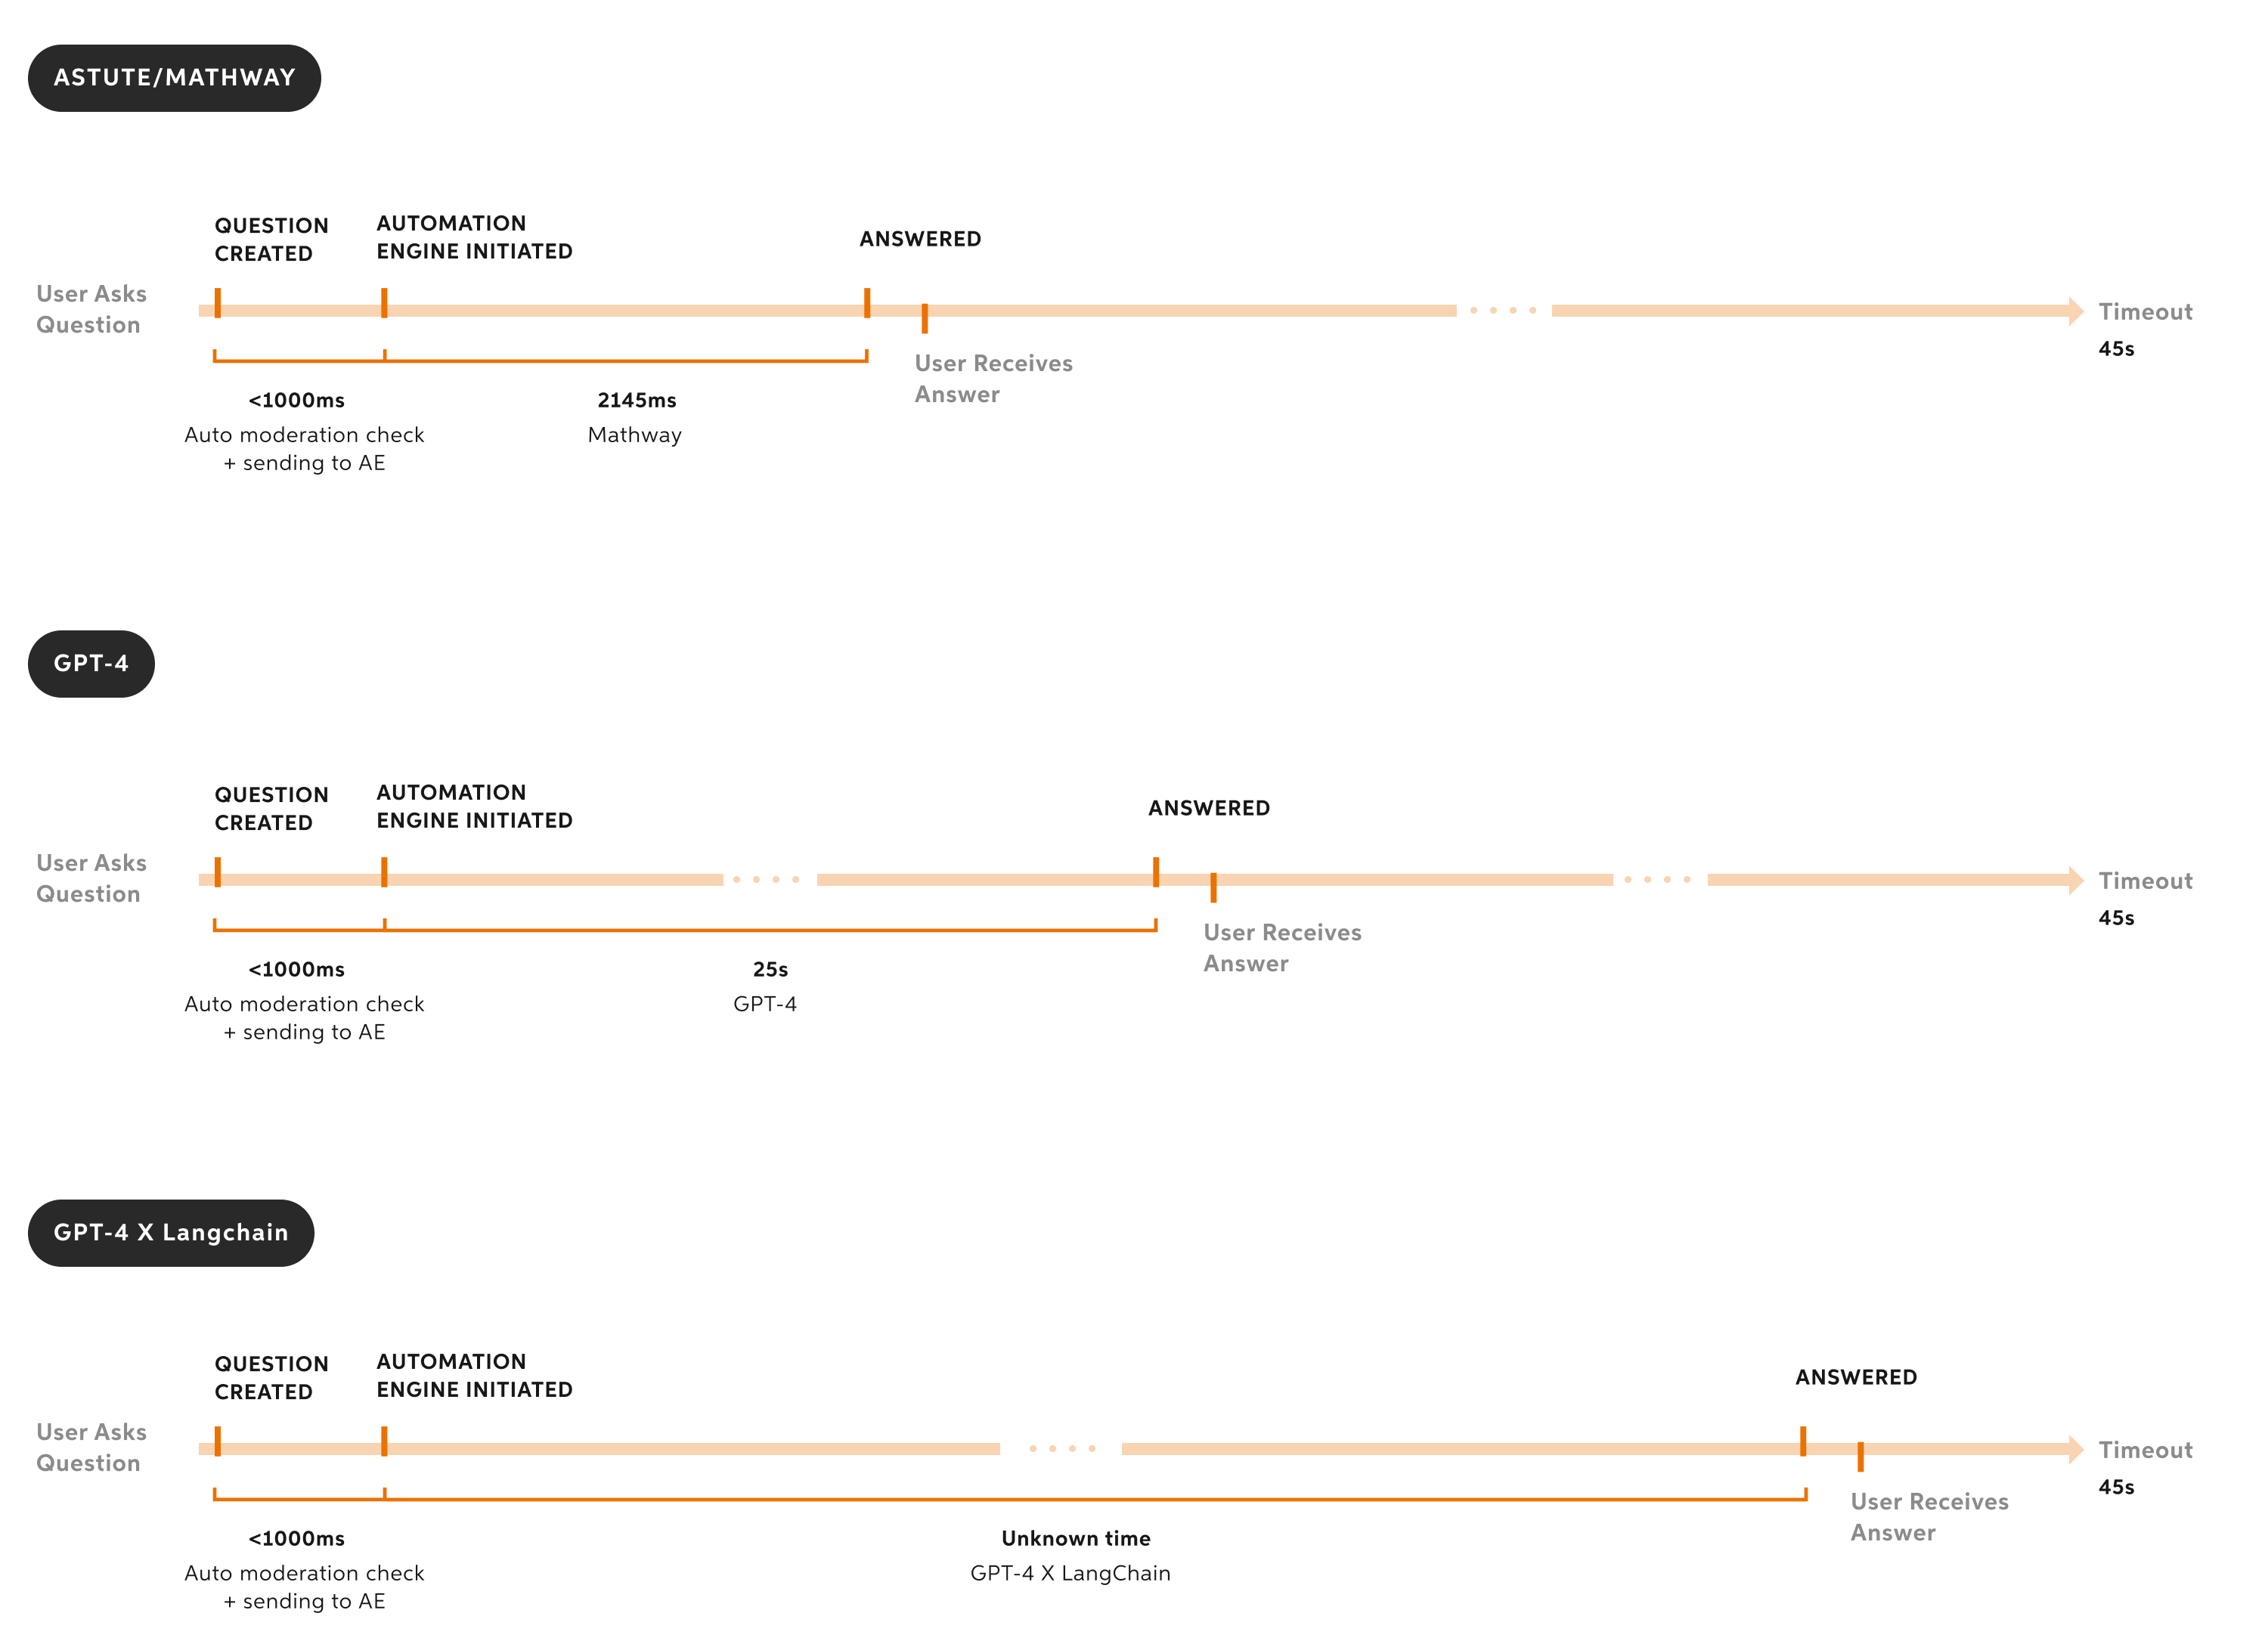 ASTUTE/MATHWAY
QUESTION
CREATED
AUTOMATION
ENGINE INITIATED
ANSWERED
User Asks
Question
Timeout
45s
User Receives
Answer
<1000ms
Auto moderation check
+ sending to AE
2145ms
Mathway
GPT-4
QUESTION
CREATED
AUTOMATION
ENGINE INITIATED
ANSWERED
User Asks
Question
Timeout
45s
User Receives
Answer
<1000ms
Auto moderation check
+ sending to AE
25s
GPT-4
GPT-4 X Langchain
QUESTION
CREATED
AUTOMATION
ENGINE INITIATED
ANSWERED
User Asks
Question
Timeout
45s
User Receives
Answer
<1000ms
Auto moderation check
+ sending to AE
Unknown time
GPT-4 X LangChain